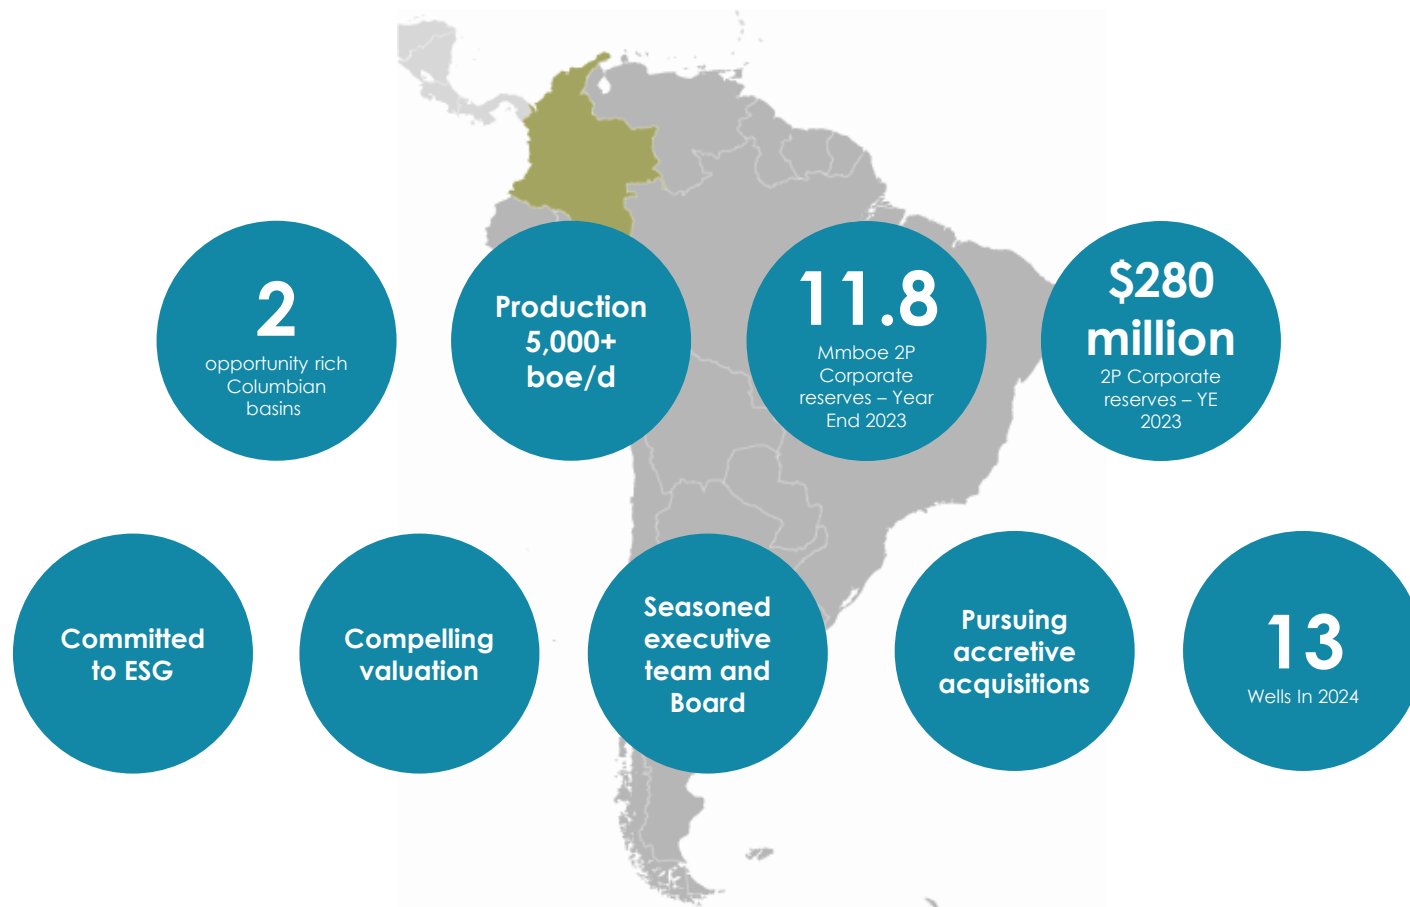 2
opportunity rich
Columbian
basins
Production
5,000+
boe/d
11.8
Mmboe 2P
Corporate
reserves – Year
End 2023
$280
million
2P Corporate
reserves – YE
2023
Committed
to ESG
Compelling
valuation
Seasoned
executive
team and
Board
Pursuing
accretive
acquisitions
13
Wells In 2024